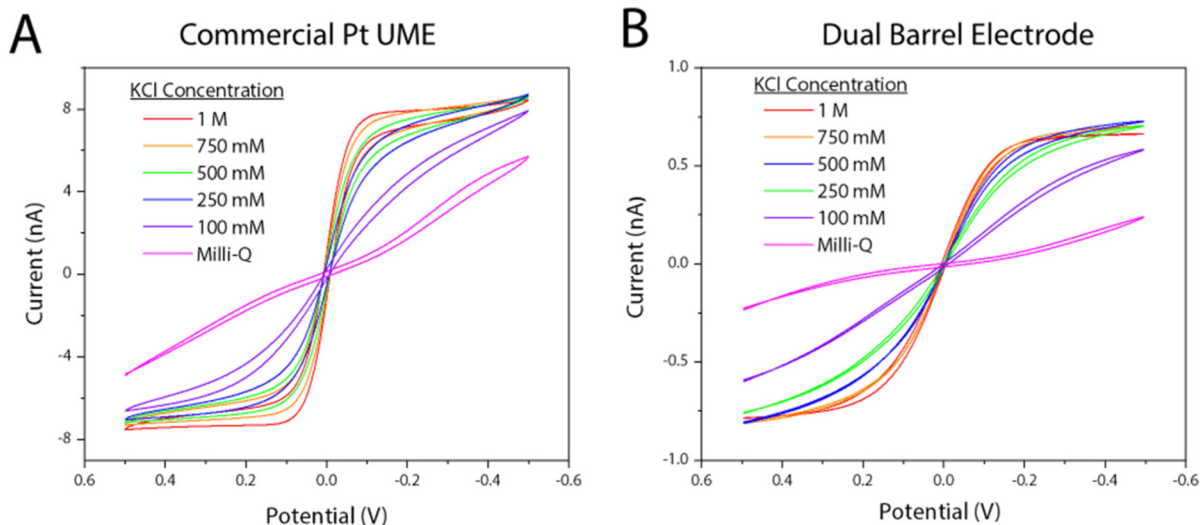 A
Commercial Pt UME
KCl Concentration
1 M
750 mM
500 mM
250 mM
100 mM
Milli-Q
8
4
0
-4
-8
Current (nA)
0.6
0.4
0.2
0.0
-0.2
-0.4
-0.6
Potential (V)
B
Dual Barrel Electrode
KCl Concentration
1 M
750 mM
500 mM
250 mM
100 mM
Milli-Q
1.0
0.5
0.0
-0.5
-1.0
Current (nA)
0.6
0.4
0.2
0.0
-0.2
-0.4
-0.6
Potential (V)